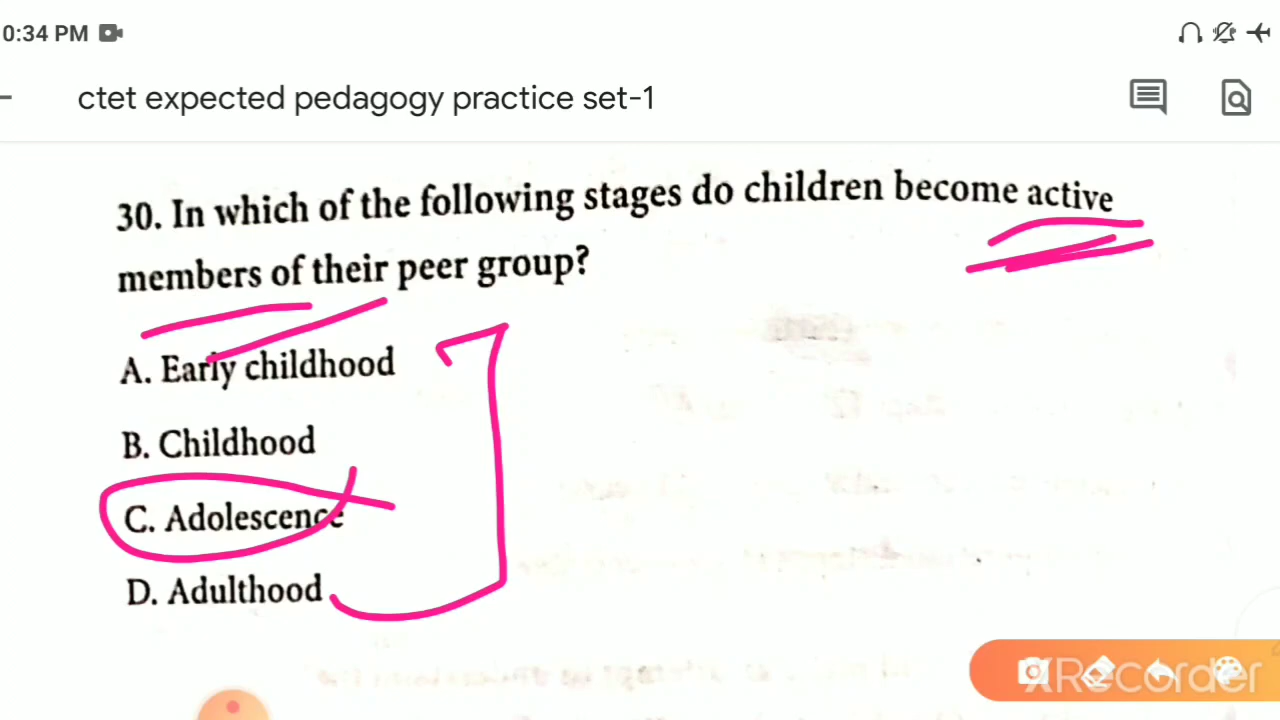 0:34 PM
ctet expected pedagogy practice set-1
30. In which of the following stages do children become active
members of their peer group?
A. Early childhood
B. Childhood
C. Adolescence
D. Adulthood
XRecorder